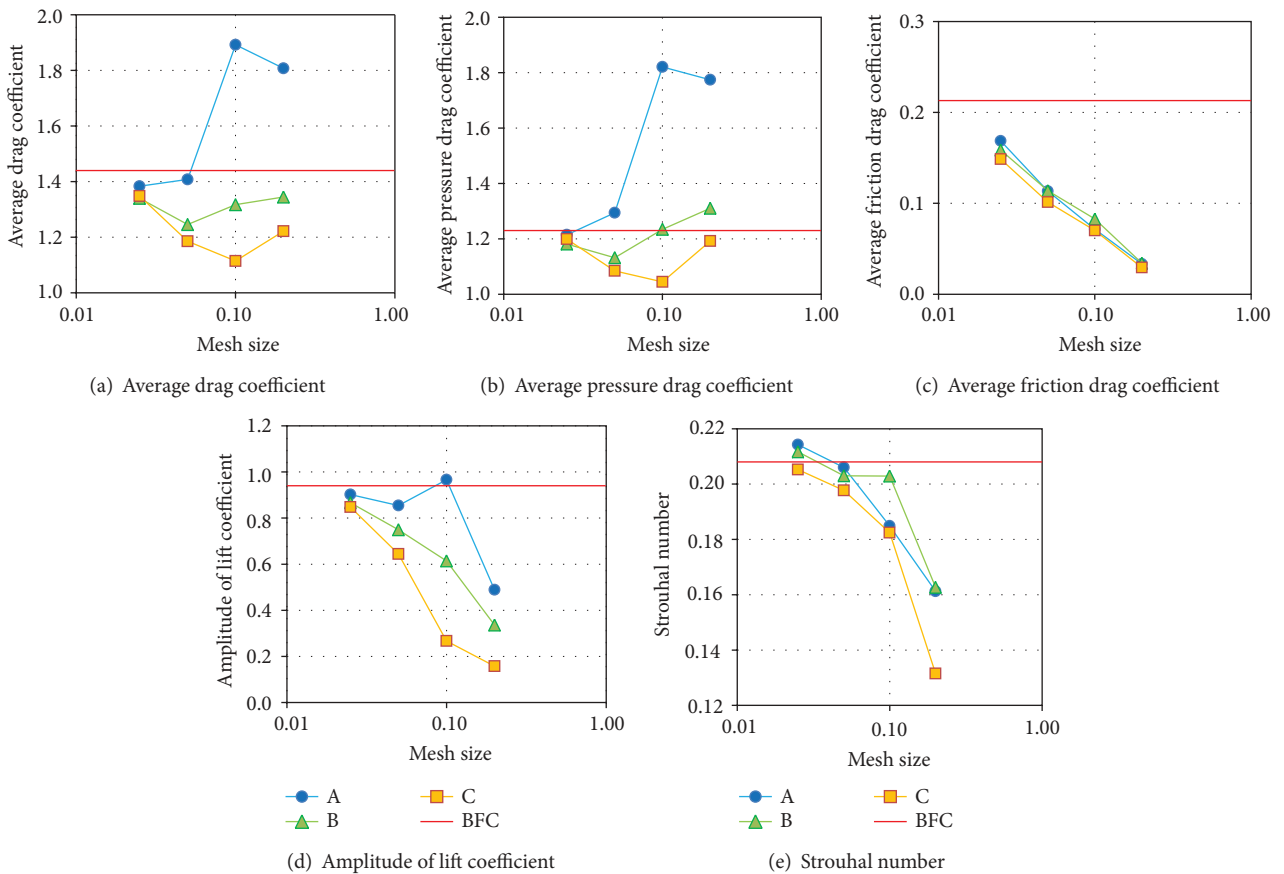 Average drag coefficient
2.0
1.8
1.6
1.4
1.2
1.0
0.01
0.10
1.00
Mesh size
(a) Average drag coefficient
Average pressure drag coefficient
2.0
1.8
1.6
1.4
1.2
1.0
0.01
0.10
1.00
Mesh size
(b) Average pressure drag coefficient
Average friction drag coefficient
0.3
0.2
0.1
0.0
0.01
0.10
1.00
Mesh size
(c) Average friction drag coefficient
Amplitude of lift coefficient
1.2
1.0
0.8
0.6
0.4
0.2
0.0
0.01
0.10
1.00
Mesh size
A
C
B
BFC
(d) Amplitude of lift coefficient
Strouhal number
0.22
0.20
0.18
0.16
0.14
0.12
0.01
0.10
1.00
Mesh size
A
C
B
BFC
(e) Strouhal number